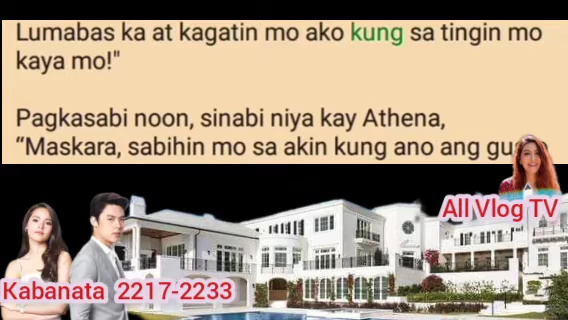 Lumabas ka at kagatin mo ako kung sa tingin mo
kaya mo!"
Pagkasabi noon, sinabi niya kay Athena,
“Maskara, sabihin mo sa akin kung ano ang
All Vlog TV
Kabanata 2217-2233